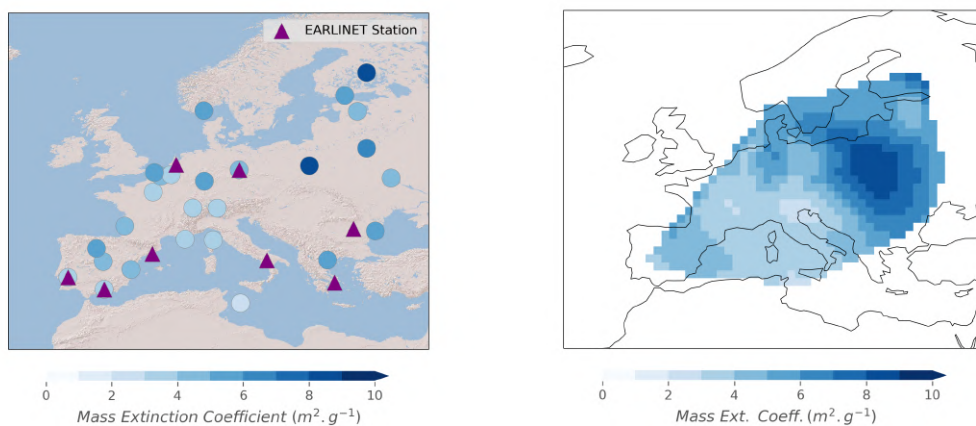 EARLINET Station
0 2 4 6 8 10
Mass Extinction Coefficient (m².g⁻¹)
0 2 4 6 8 10
Mass Ext. Coeff. (m².g⁻¹)